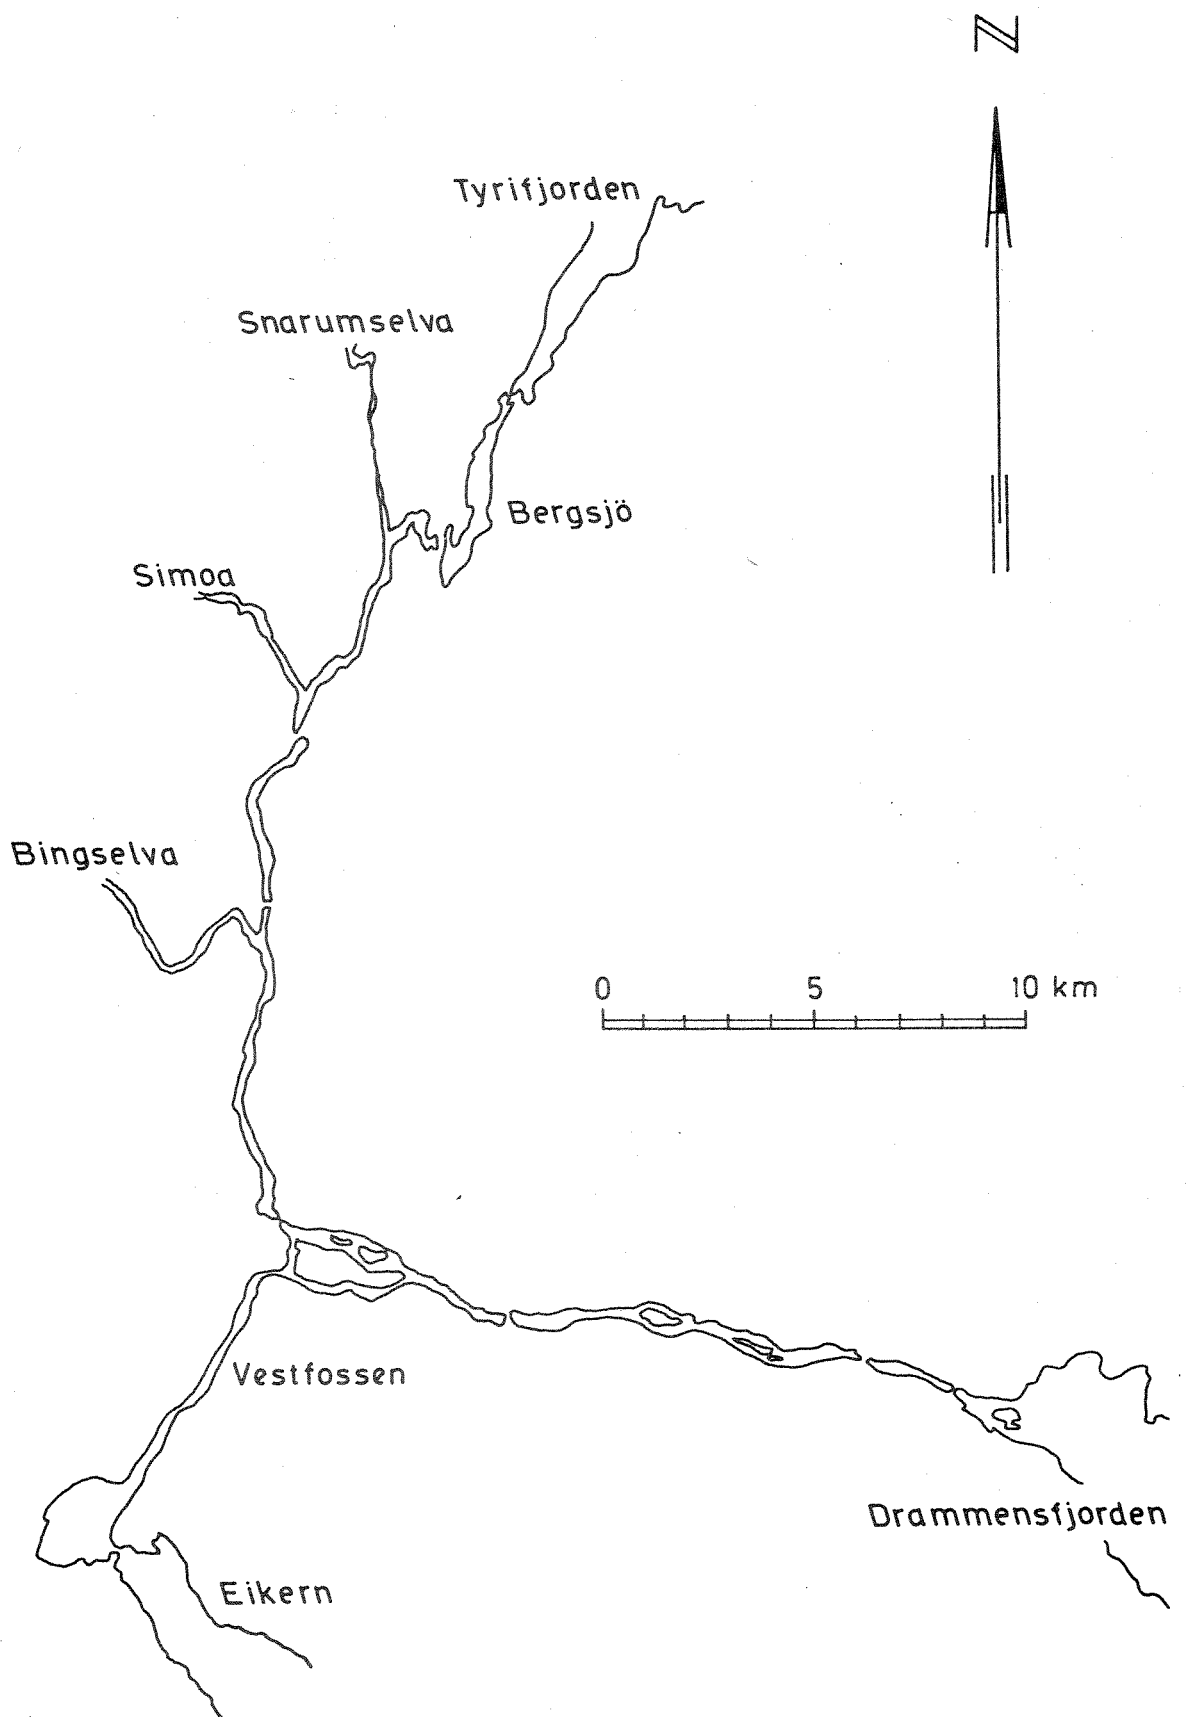 N
Tyrifjorden
Snarumselva
Bergsjö
Simoa
Bingselva
0 5 10 km
Vestfossen
Drammensfjorden
Eikern